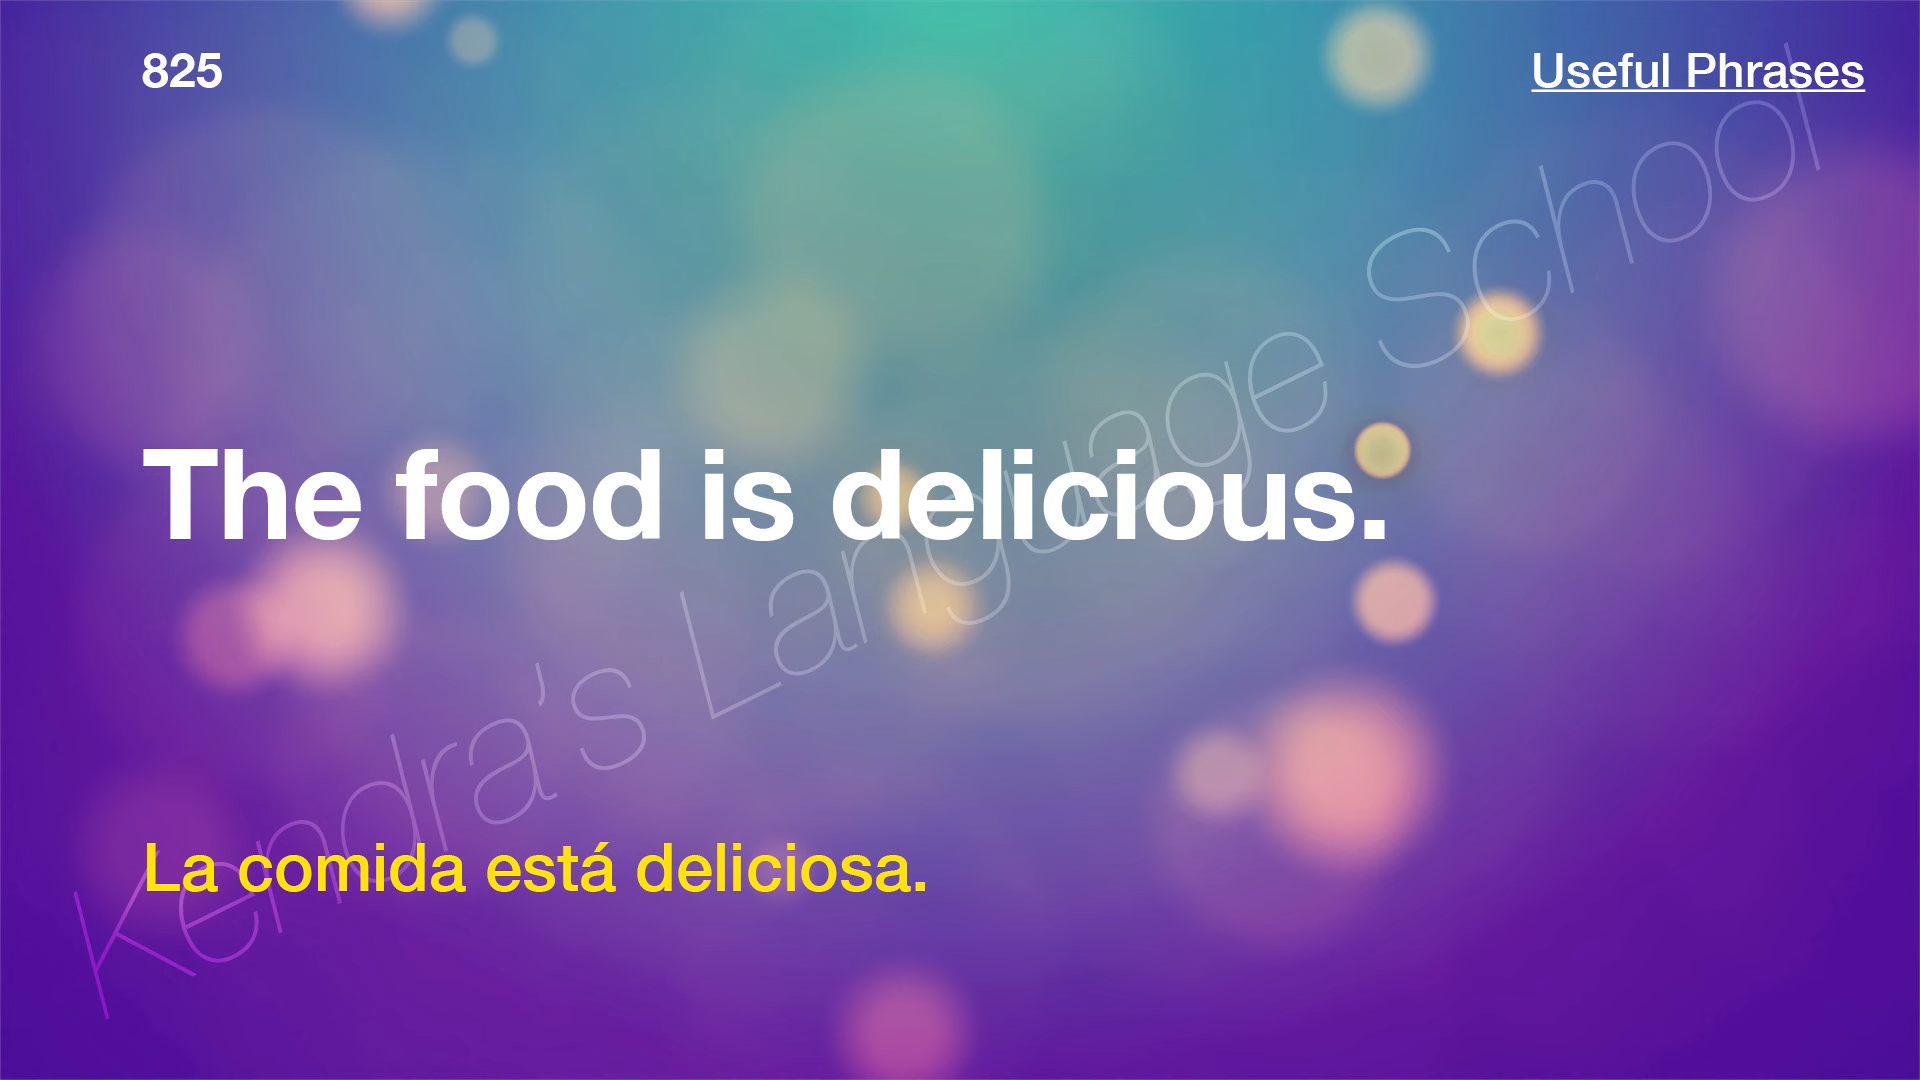 825
Useful Phrases
The food is delicious.
La comida está deliciosa.
Kendra's Language School